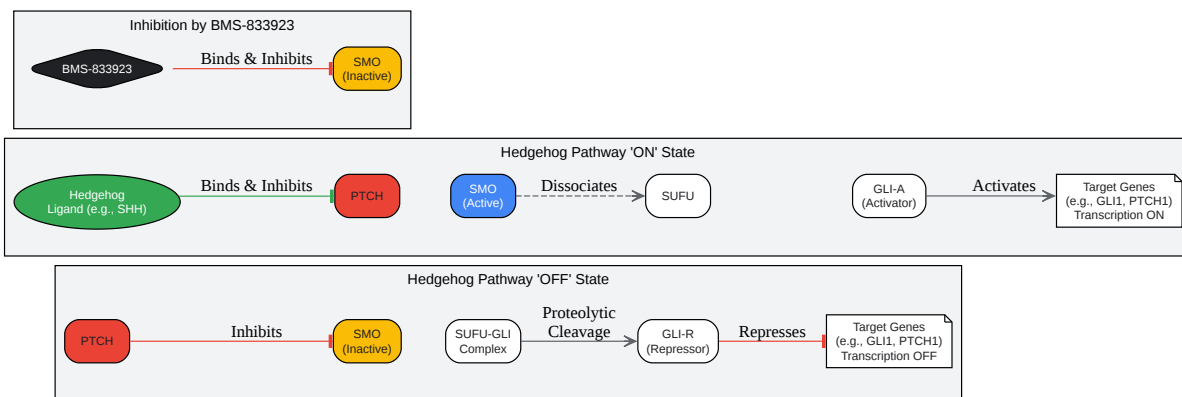 Inhibition by BMS-833923
BMS-833923
Binds & Inhibits
SMO
(Inactive)
Hedgehog Pathway 'ON' State
Hedgehog
Ligand (e.g., SHH)
Binds & Inhibits
PTCH
SMO
(Active)
Dissociates
SUFU
GLI-A
(Activator)
Activates
Target Genes
(e.g., GLI1, PTCH1)
Transcription ON
Hedgehog Pathway 'OFF' State
PTCH
Inhibits
SMO
(Inactive)
SUFU-GLI
Complex
Proteolytic
Cleavage
GLI-R
(Repressor)
Represses
Target Genes
(e.g., GLI1, PTCH1)
Transcription OFF